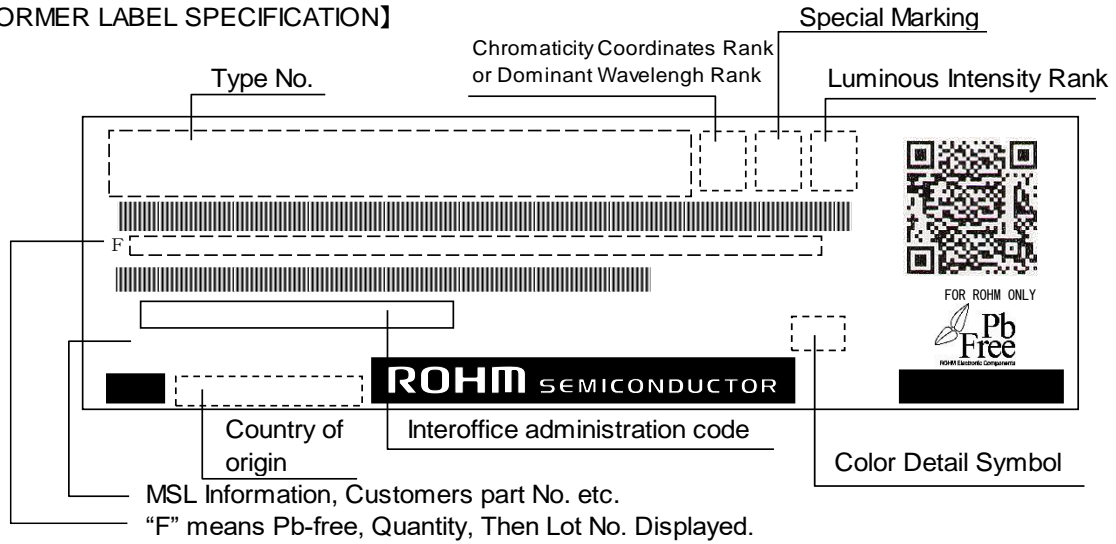 ORMER LABEL SPECIFICATION】
Special Marking
Chromaticity Coordinates Rank
or Dominant Wavelengh Rank
Type No.
Luminous Intensity Rank
F
FOR ROHM ONLY
Pb
Free
ROHM Electronic Components
ROHM SEMICONDUCTOR
Country of
origin
Interoffice administration code
Color Detail Symbol
MSL Information, Customers part No. etc.
“F” means Pb-free, Quantity, Then Lot No. Displayed.